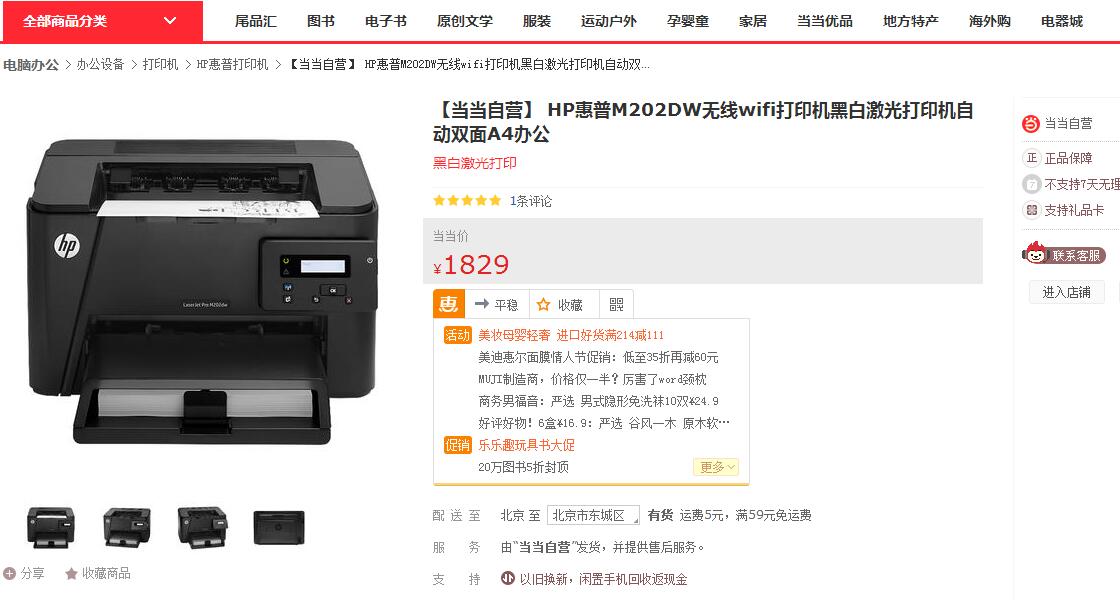 全部商品分类
尾品汇 图书 电子书 原创文学 服装 运动户外 孕婴童 家居 当当优品 地方特产 海外购 电器城
电脑办公 > 办公设备 > 打印机 > HP惠普打印机 > 【当当自营】 HP惠普M202DW无线wifi打印机黑白激光打印机自动双...
【当当自营】 HP惠普M202DW无线wifi打印机黑白激光打印机自
动双面A4办公
黑白激光打印
1条评论
当当价
¥1829
惠 平稳 收藏
活动 美妆母婴轻奢 进口好货满214减111
美迪惠尔面膜情人节促销：低至35折再减60元
MUJI制造商，价格仅一半？厉害了word颈枕
商务男福音：严选 男式隐形免洗袜10双¥24.9
好评好物！6盒¥16.9：严选 谷风一木 原木软…
促销 乐乐趣玩具书大促
20万图书5折封顶
更多
配送至 北京 至 北京市东城区 有货 运费5元，满59元免运费
服务 由“当当自营”发货，并提供售后服务。
支持 以旧换新，闲置手机回收返现金
当当自营
正 正品保障
7 不支持7天无理
支持礼品卡
联系客服
进入店铺
hp
LaserJet Pro M202dw
OK
分享 收藏商品